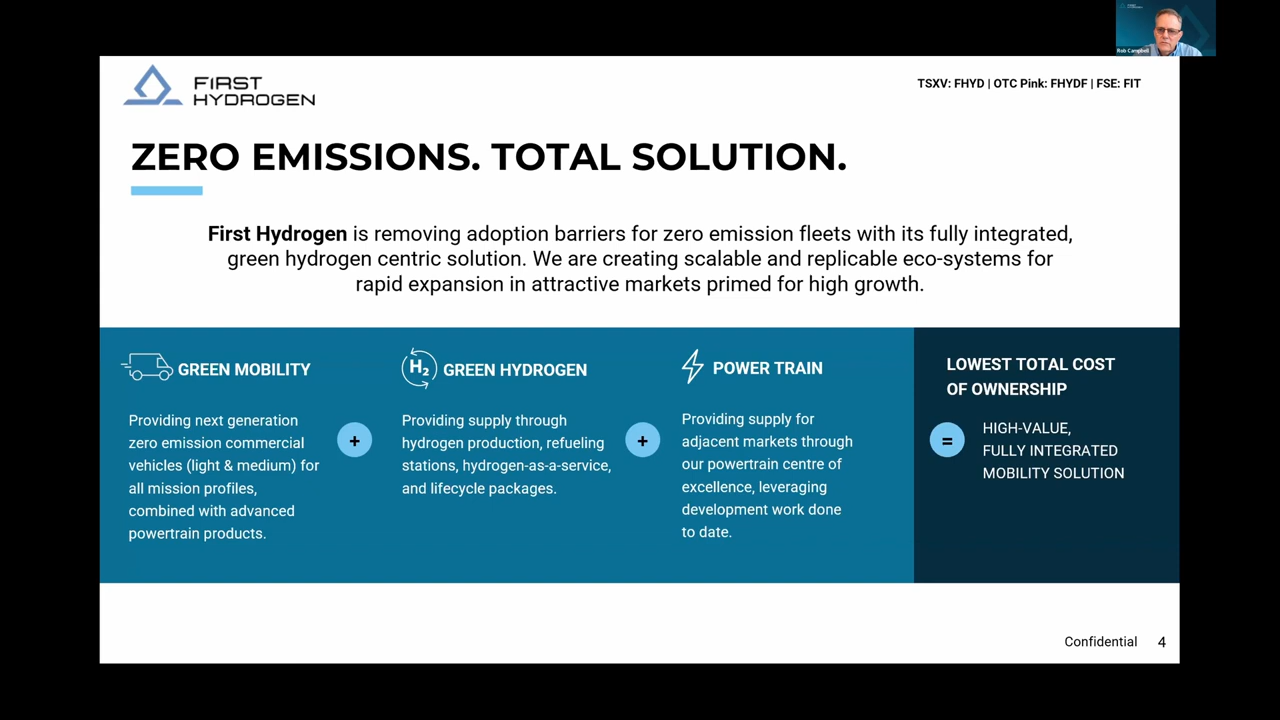 Rob Campbell
FIRST
HYDROGEN
TSXV: FHYD | OTC Pink: FHYDF | FSE: FIT
ZERO EMISSIONS. TOTAL SOLUTION.
First Hydrogen is removing adoption barriers for zero emission fleets with its fully integrated,
green hydrogen centric solution. We are creating scalable and replicable eco-systems for
rapid expansion in attractive markets primed for high growth.
GREEN MOBILITY
Providing next generation
zero emission commercial
vehicles (light & medium) for
all mission profiles,
combined with advanced
powertrain products.
+
H₂
GREEN HYDROGEN
Providing supply through
hydrogen production, refueling
stations, hydrogen-as-a-service,
and lifecycle packages.
+
POWER TRAIN
Providing supply for
adjacent markets through
our powertrain centre of
excellence, leveraging
development work done
to date.
=
LOWEST TOTAL COST
OF OWNERSHIP
HIGH-VALUE,
FULLY INTEGRATED
MOBILITY SOLUTION
Confidential 4